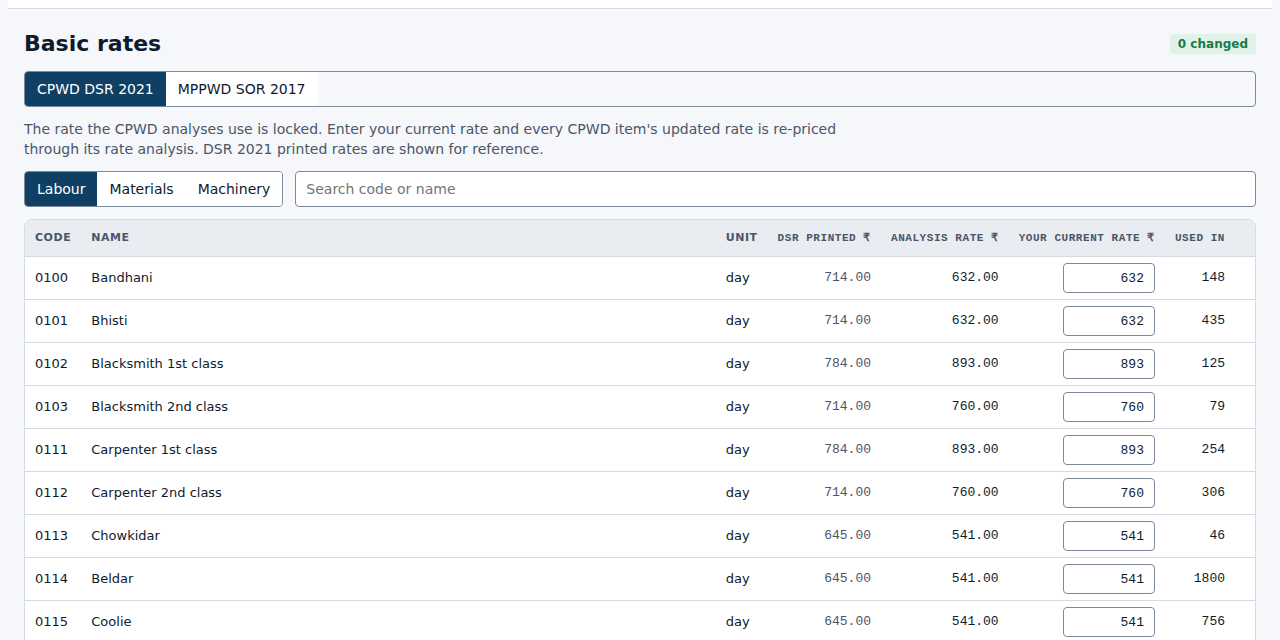 Basic rates
0 changed
CPWD DSR 2021 MPPWD SOR 2017
The rate the CPWD analyses use is locked. Enter your current rate and every CPWD item's updated rate is re-priced
through its rate analysis. DSR 2021 printed rates are shown for reference.
Labour Materials Machinery Search code or name
CODE NAME UNIT DSR PRINTED ₹ ANALYSIS RATE ₹ YOUR CURRENT RATE ₹ USED IN
0100 Bandhani day 714.00 632.00 632 148
0101 Bhisti day 714.00 632.00 632 435
0102 Blacksmith 1st class day 784.00 893.00 893 125
0103 Blacksmith 2nd class day 714.00 760.00 760 79
0111 Carpenter 1st class day 784.00 893.00 893 254
0112 Carpenter 2nd class day 714.00 760.00 760 306
0113 Chowkidar day 645.00 541.00 541 46
0114 Beldar day 645.00 541.00 541 1800
0115 Coolie day 645.00 541.00 541 756